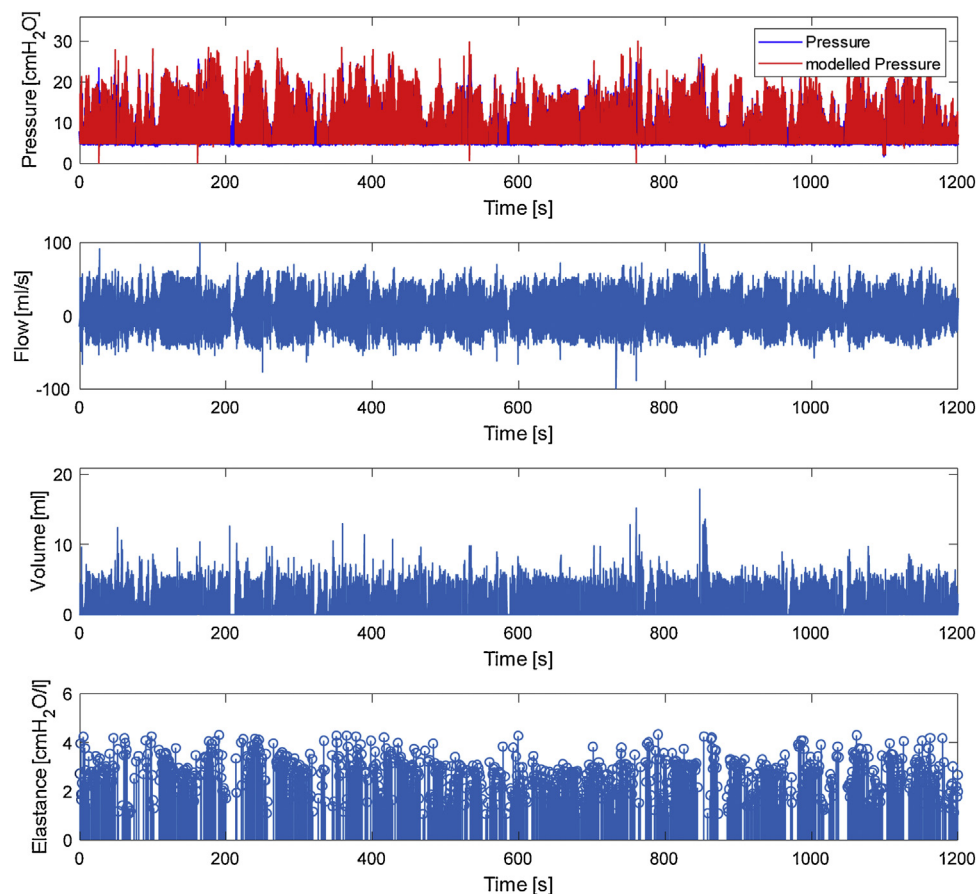 Pressure [cmH₂O]
30
20
10
0
Pressure
modelled Pressure
0 200 400 600 800 1000 1200
Time [s]
Flow [ml/s]
100
0
-100
0 200 400 600 800 1000 1200
Time [s]
Volume [ml]
20
10
0
0 200 400 600 800 1000 1200
Time [s]
Elastance [cmH₂O/l]
6
4
2
0
0 200 400 600 800 1000 1200
Time [s]